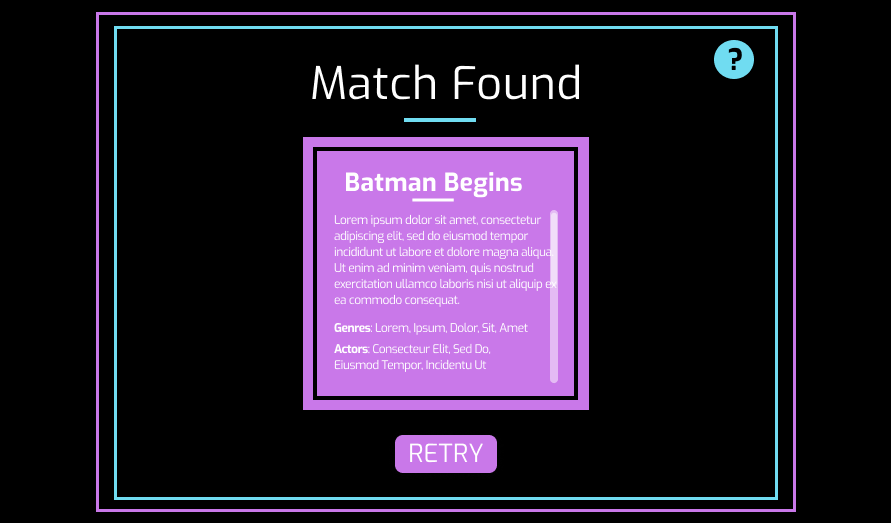 ?
Match Found
Batman Begins
Lorem ipsum dolor sit amet, consectetur
adipiscing elit, sed do eiusmod tempor
incididunt ut labore et dolore magna aliqua.
Ut enim ad minim veniam, quis nostrud
exercitation ullamco laboris nisi ut aliquip ex
ea commodo consequat.
Genres: Lorem, Ipsum, Dolor, Sit, Amet
Actors: Consecteur Elit, Sed Do,
Eiusmod Tempor, Incidentu Ut
RETRY